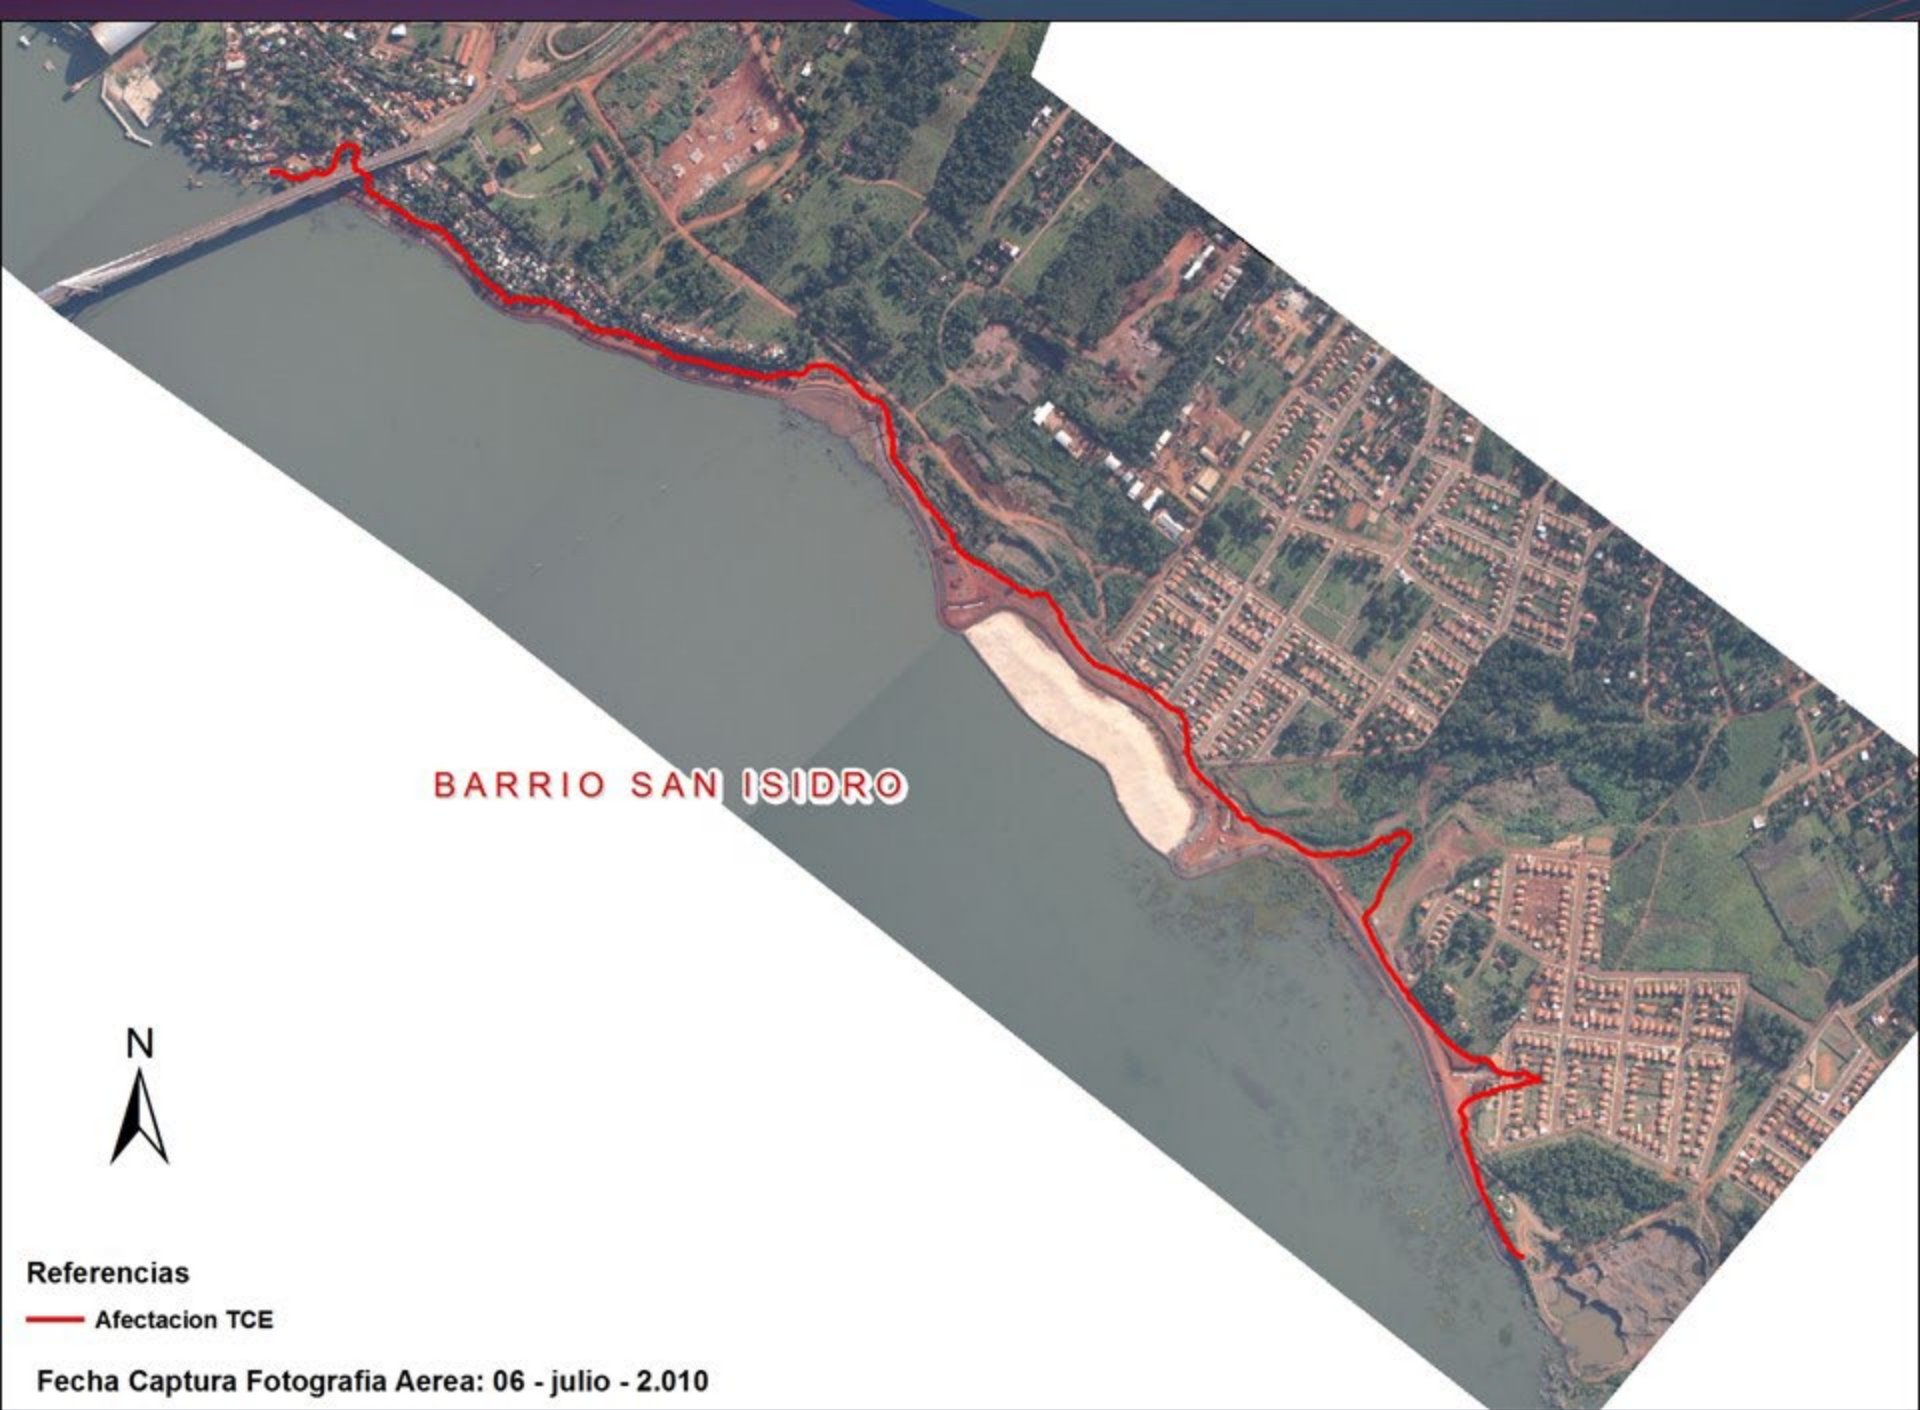 BARRIO SAN ISIDRO
N
Referencias
Afectacion TCE
Fecha Captura Fotografia Aerea: 06 - julio - 2.010